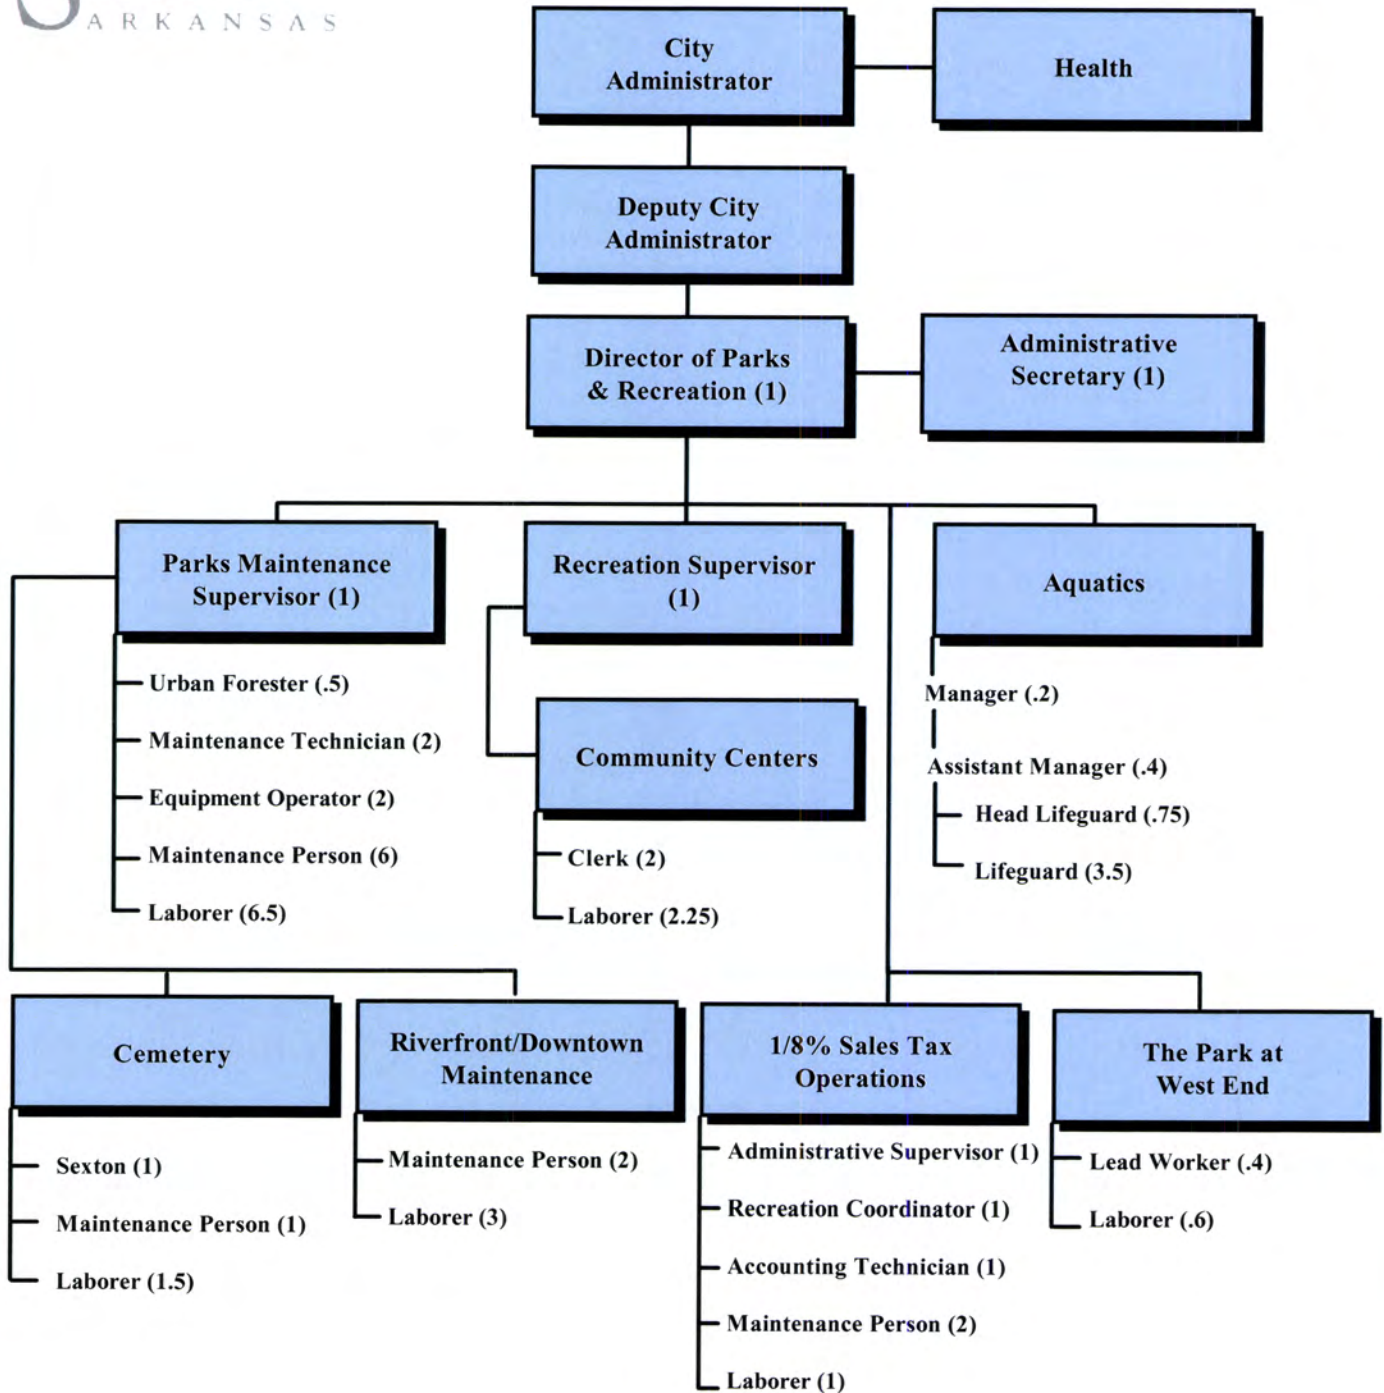 ARKANSAS
City
Administrator
Health
Deputy City
Administrator
Director of Parks
& Recreation (1)
Administrative
Secretary (1)
Parks Maintenance
Supervisor (1)
Recreation Supervisor
(1)
Aquatics
Urban Forester (.5)
Maintenance Technician (2)
Equipment Operator (2)
Maintenance Person (6)
Laborer (6.5)
Community Centers
Clerk (2)
Laborer (2.25)
Manager (.2)
Assistant Manager (.4)
Head Lifeguard (.75)
Lifeguard (3.5)
Cemetery
Sexton (1)
Maintenance Person (1)
Laborer (1.5)
Riverfront/Downtown
Maintenance
Maintenance Person (2)
Laborer (3)
1/8% Sales Tax
Operations
Administrative Supervisor (1)
Recreation Coordinator (1)
Accounting Technician (1)
Maintenance Person (2)
Laborer (1)
The Park at
West End
Lead Worker (.4)
Laborer (.6)